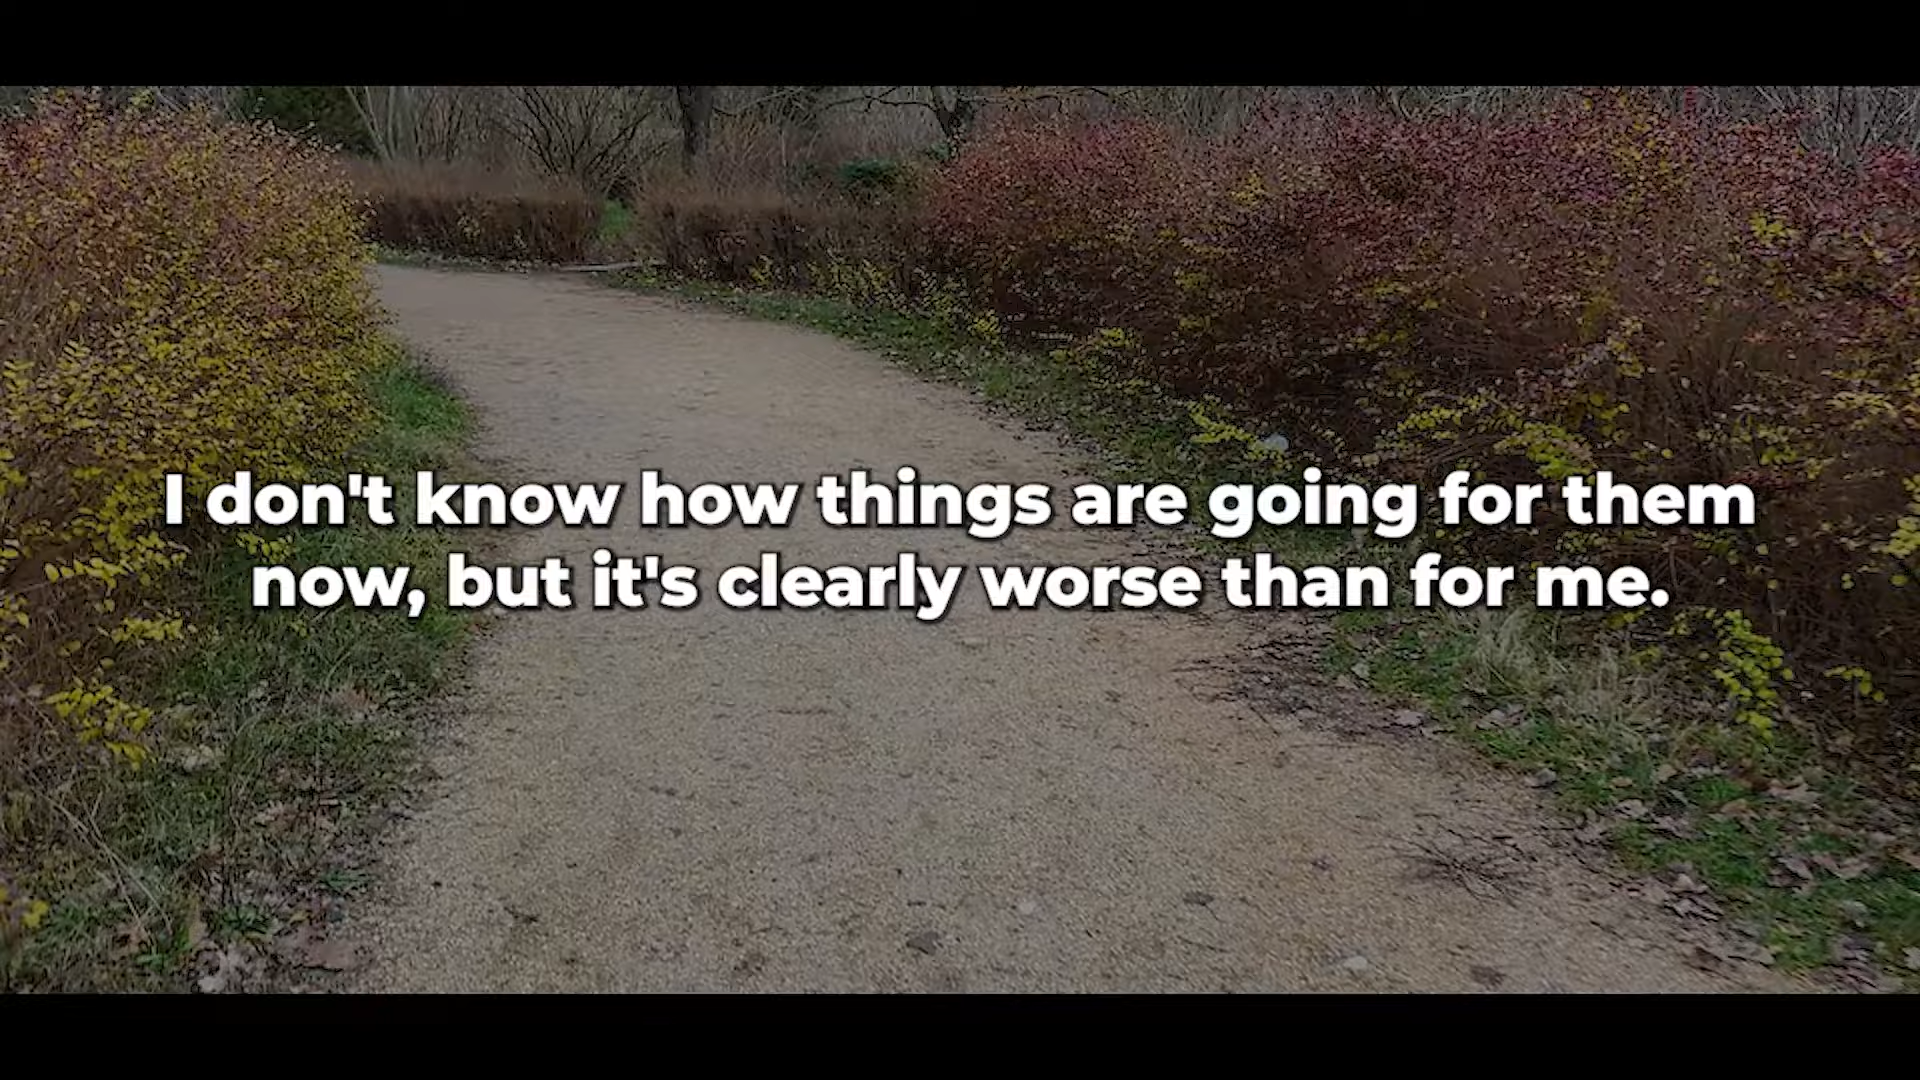 I don't know how things are going for them
now, but it's clearly worse than for me.